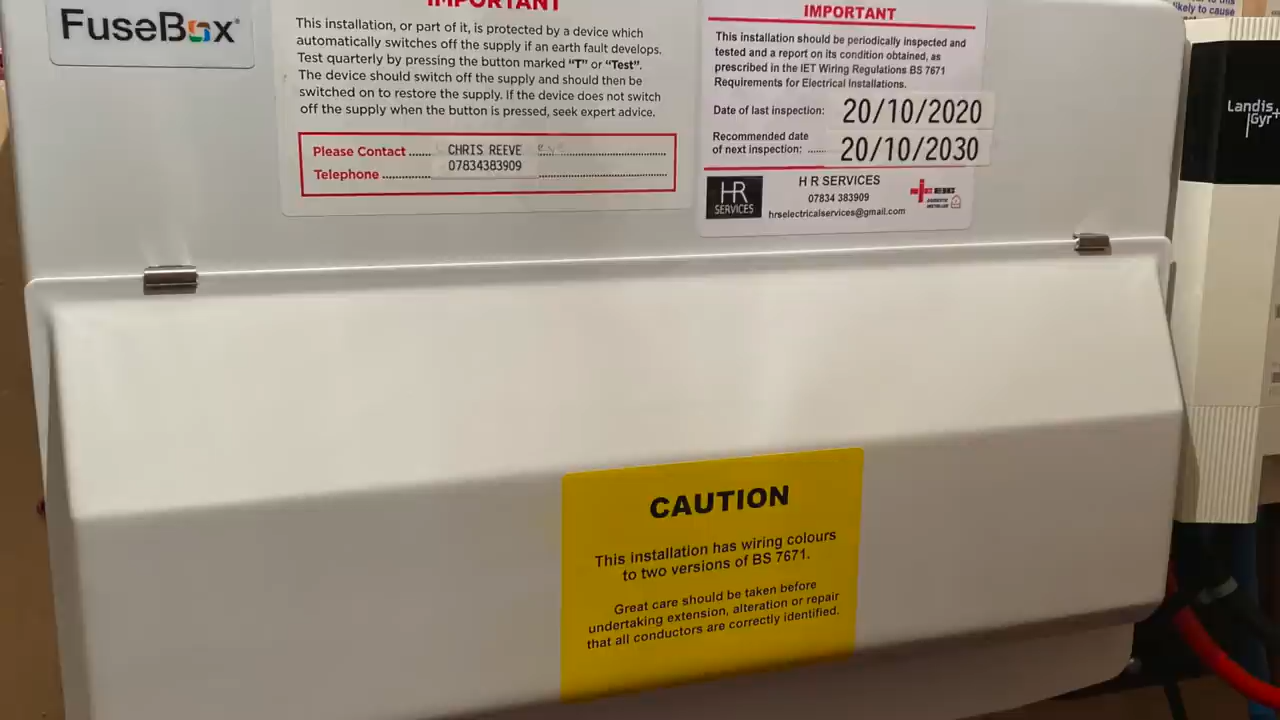 FuseBox
IMPORTANT
This installation, or part of it, is protected by a device which
automatically switches off the supply if an earth fault develops.
Test quarterly by pressing the button marked “T” or “Test”.
The device should switch off the supply and should then be
switched on to restore the supply. If the device does not switch
off the supply when the button is pressed, seek expert advice.
Please Contact ...... CHRIS REEVE
07834383909
Telephone
IMPORTANT
This installation should be periodically inspected and
tested and a report on its condition obtained, as
prescribed in the IET Wiring Regulations BS 7671
Requirements for Electrical Installations.
Date of last inspection: 20/10/2020
Recommended date
of next inspection: ...... 20/10/2030
HR
SERVICES
H R SERVICES
07834 383909
hrselectricalservices@gmail.com
likely to cause
Landis
Gyr+
CAUTION
This installation has wiring colours
to two versions of BS 7671.
Great care should be taken before
undertaking extension, alteration or repair
that all conductors are correctly identified.